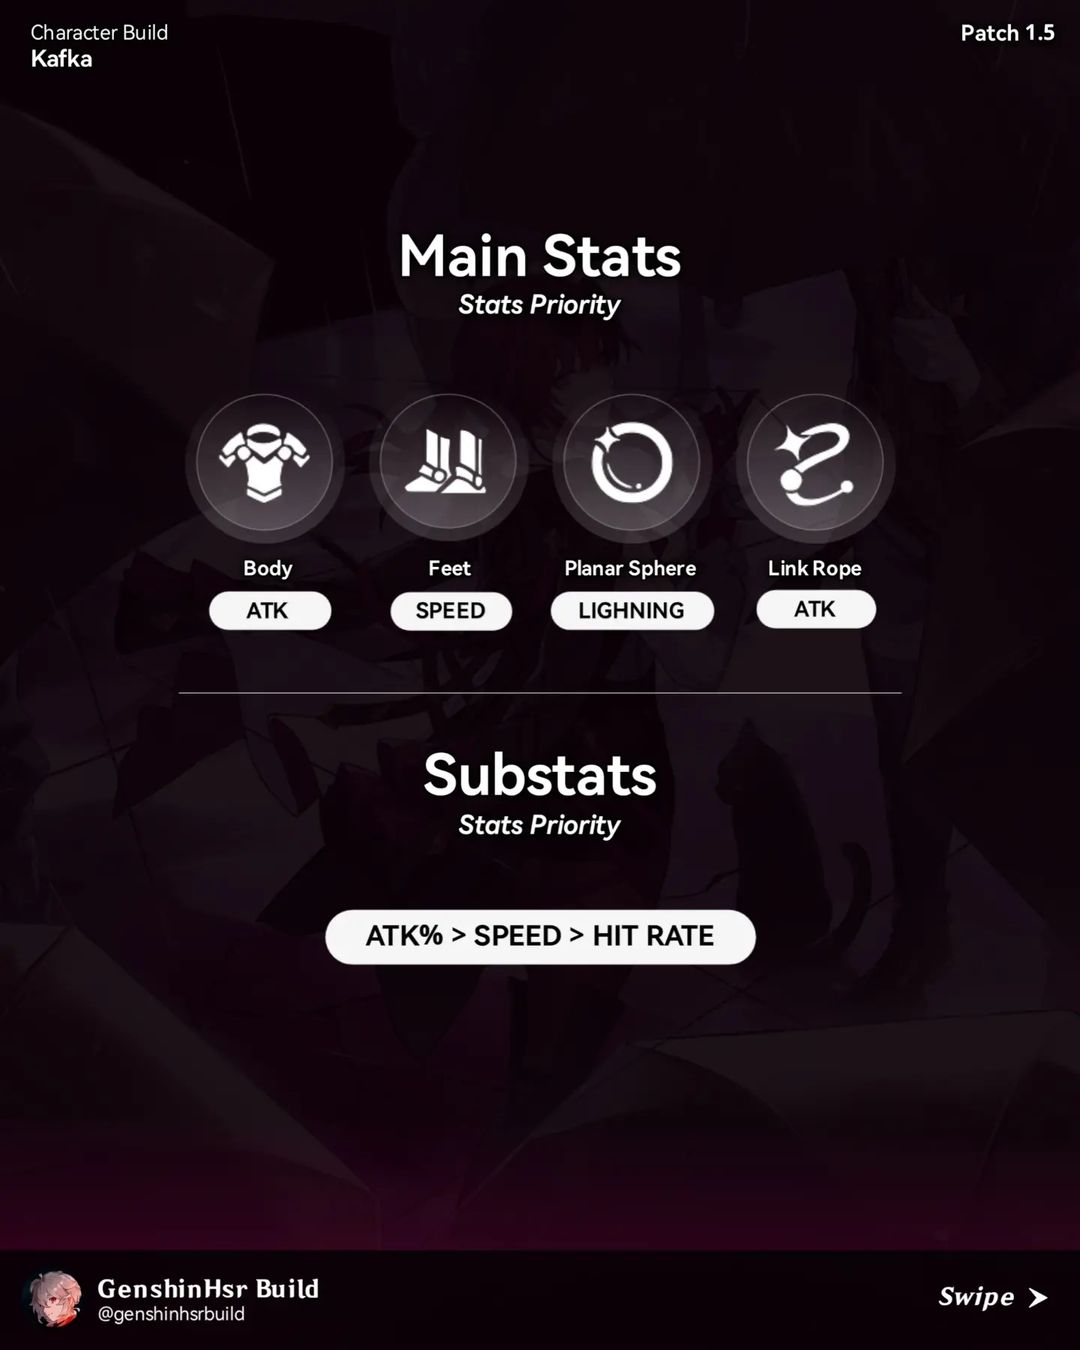 Character Build
Kafka
Patch 1.5
Main Stats
Stats Priority
Body
Feet
Planar Sphere
Link Rope
ATK
SPEED
LIGHNING
ATK
Substats
Stats Priority
ATK% > SPEED > HIT RATE
GenshinHsr Build
@genshinhsrbuild
Swipe